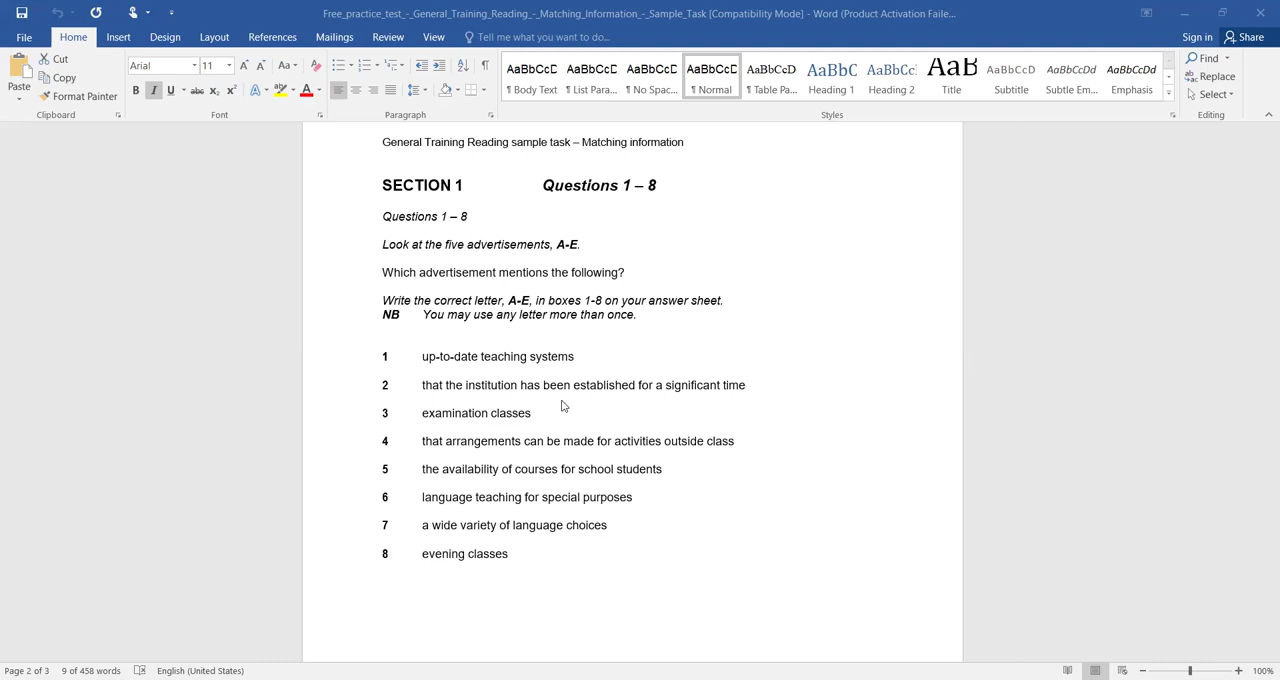 Free_practice_test_-_General_Training_Reading_-_Matching_Information_-_Sample_Task [Compatibility Mode] - Word (Product Activation Faile...
File Home Insert Design Layout References Mailings Review View Tell me what you want to do... Sign in Share
Paste
Cut
Copy
Format Painter
Clipboard
Arial 11
Font
Paragraph
AaBbCcD ¶ Body Text
AaBbCcD ¶ List Para...
AaBbCcD ¶ No Spac...
AaBbCcD ¶ Normal
AaBbCcD ¶ Table Pa...
AaBbC Heading 1
AaBbCc Heading 2
AaB Title
AaBbCcD Subtitle
AaBbCcDd Subtle Em...
AaBbCcDd Emphasis
Styles
Find
Replace
Select
Editing
General Training Reading sample task – Matching information
SECTION 1 Questions 1 – 8
Questions 1 – 8
Look at the five advertisements, A-E.
Which advertisement mentions the following?
Write the correct letter, A-E, in boxes 1-8 on your answer sheet.
NB You may use any letter more than once.
1 up-to-date teaching systems
2 that the institution has been established for a significant time
3 examination classes
4 that arrangements can be made for activities outside class
5 the availability of courses for school students
6 language teaching for special purposes
7 a wide variety of language choices
8 evening classes
Page 2 of 3 9 of 458 words English (United States) 100%